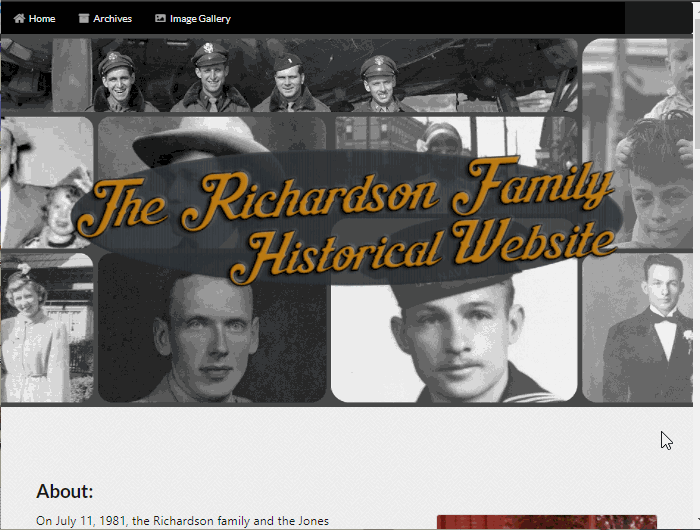 Home Archives Image Gallery
The Richardson Family
Historical Website
About:
On July 11, 1981, the Richardson family and the Jones